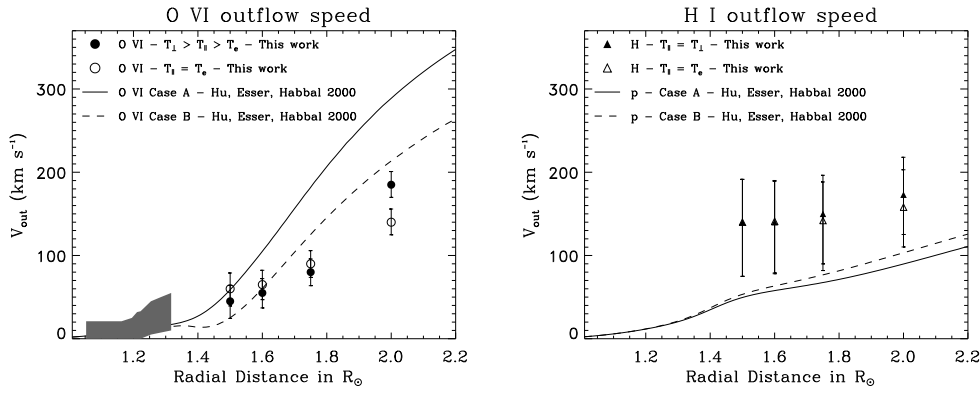 O VI outflow speed
● O VI − T⊥ > T∥ > Te − This work
○ O VI − T∥ = Te − This work
O VI Case A − Hu, Esser, Habbal 2000
O VI Case B − Hu, Esser, Habbal 2000
Vout (km s⁻¹)
300
200
100
0
1.2 1.4 1.6 1.8 2.0 2.2
Radial Distance in R⊙
H I outflow speed
▲ H − T∥ = T⊥ − This work
△ H − T∥ = Te − This work
p − Case A − Hu, Esser, Habbal 2000
p − Case B − Hu, Esser, Habbal 2000
Vout (km s⁻¹)
300
200
100
0
1.2 1.4 1.6 1.8 2.0 2.2
Radial Distance in R⊙